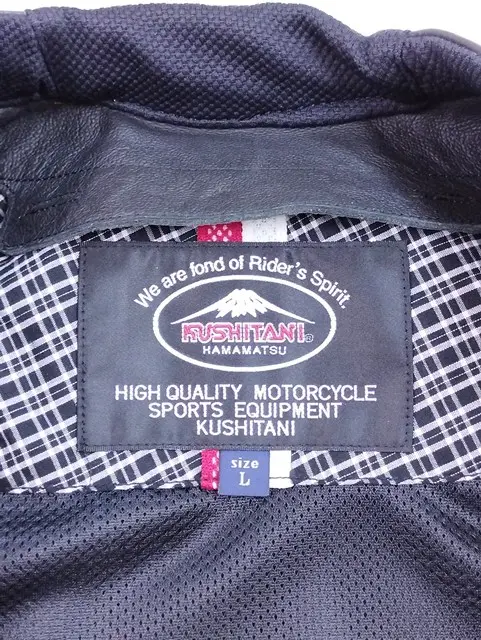 We are fond of Rider's Spirit.
KUSHITANI®
HAMAMATSU
HIGH QUALITY MOTORCYCLE
SPORTS EQUIPMENT
KUSHITANI
size
L